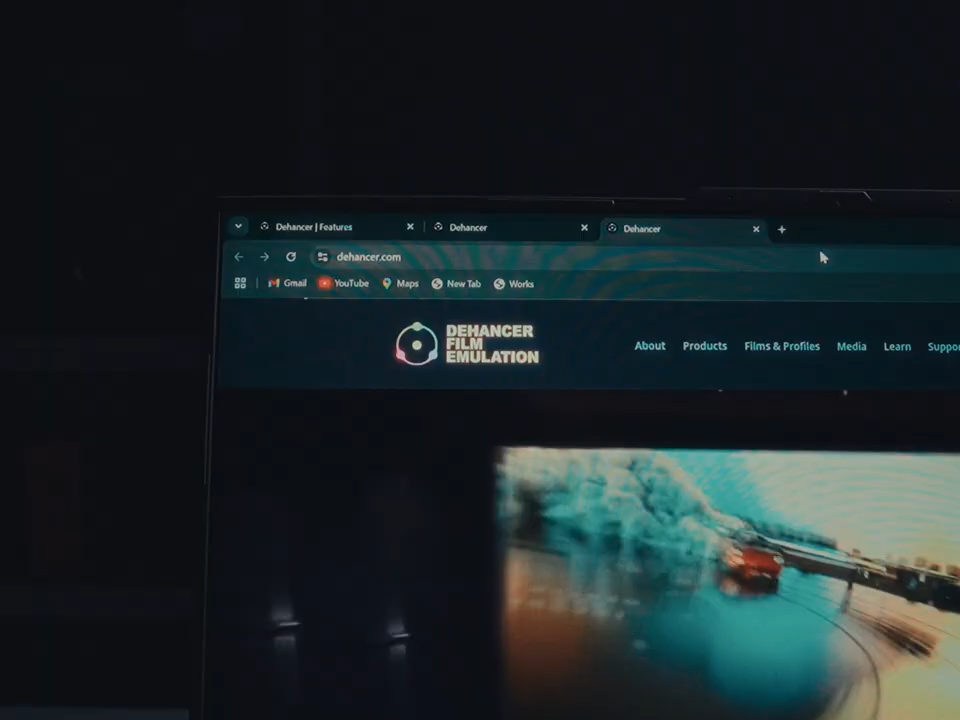 Dehancer | Features
Dehancer
Dehancer
dehancer.com
Gmail YouTube Maps New Tab Works
DEHANCER
FILM
EMULATION
About Products Films & Profiles Media Learn Suppo